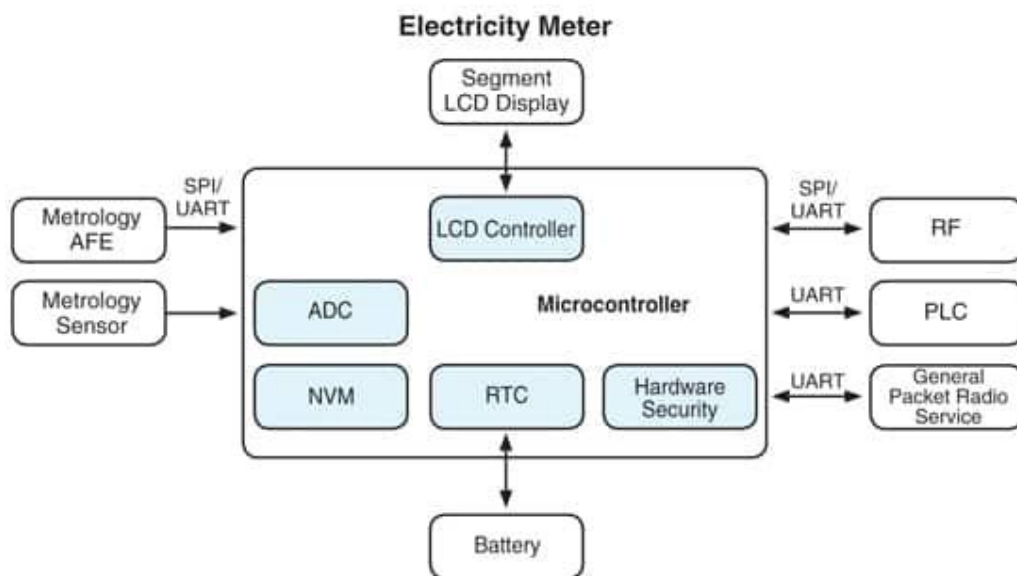 Electricity Meter
Segment
LCD Display
SPI/
UART
Metrology
AFE
LCD Controller
SPI/
UART
RF
Metrology
Sensor
ADC
Microcontroller
UART
PLC
NVM
RTC
Hardware
Security
UART
General
Packet Radio
Service
Battery